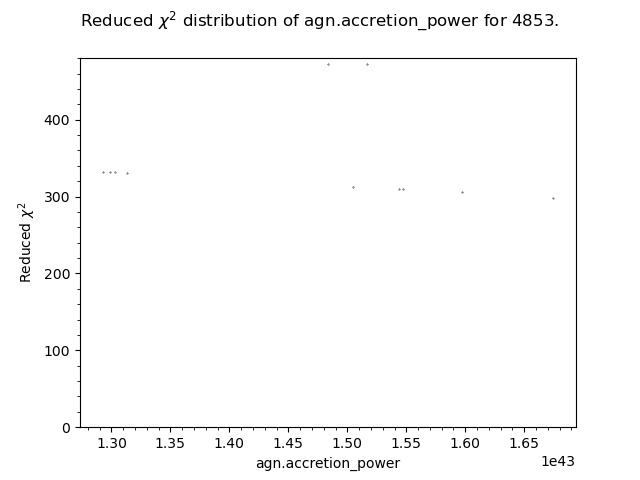 Reduced χ² distribution of agn.accretion_power for 4853.
400
300
200
100
0
Reduced χ²
1.30 1.35 1.40 1.45 1.50 1.55 1.60 1.65
agn.accretion_power
1e43